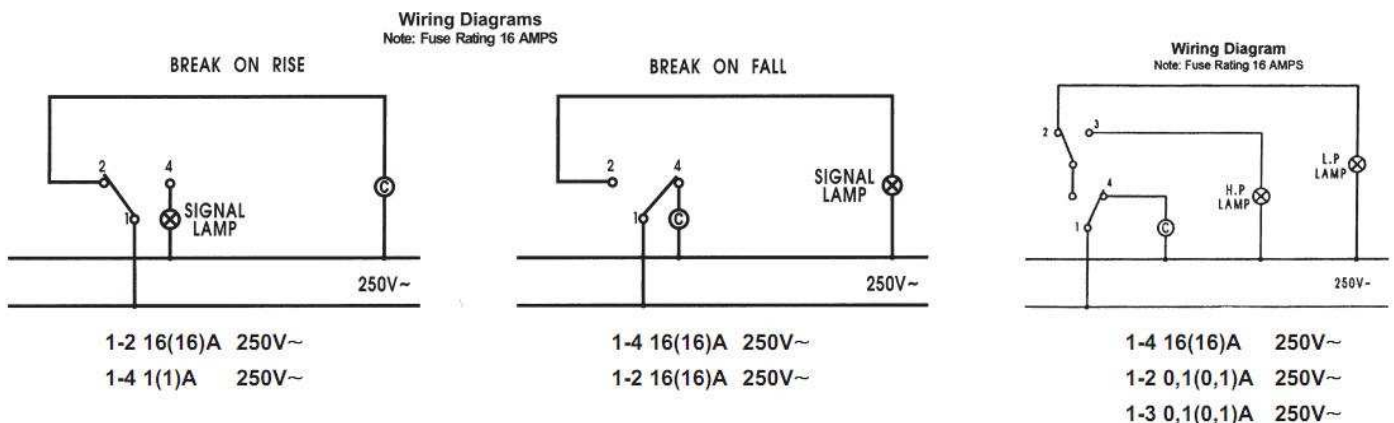 Wiring Diagrams
Note: Fuse Rating 16 AMPS
BREAK ON RISE
2
4
1
SIGNAL
LAMP
C
250V~
1-2 16(16)A 250V~
1-4 1(1)A 250V~
BREAK ON FALL
2
4
1
C
SIGNAL
LAMP
250V~
1-4 16(16)A 250V~
1-2 16(16)A 250V~
Wiring Diagram
Note: Fuse Rating 16 AMPS
2
3
4
1
C
H.P
LAMP
L.P
LAMP
250V-
1-4 16(16)A 250V~
1-2 0,1(0,1)A 250V~
1-3 0,1(0,1)A 250V~